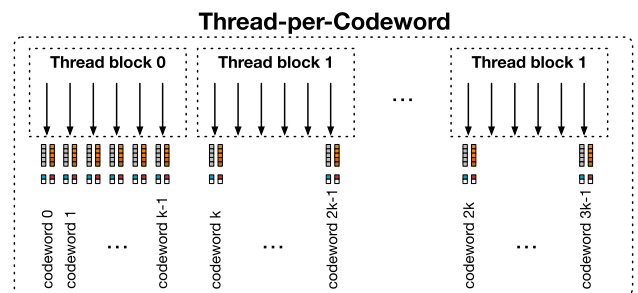 Thread-per-Codeword
Thread block 0
Thread block 1
...
Thread block 1
codeword 0
codeword 1
...
codeword k-1
codeword k
...
codeword 2k-1
codeword 2k
...
codeword 3k-1